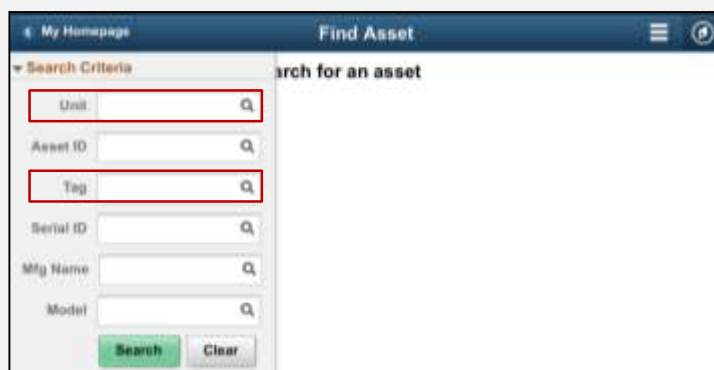 My Homepage Find Asset
Search Criteria
arch for an asset
Unit
Asset ID
Tag
Serial ID
Mfg Name
Model
Search Clear